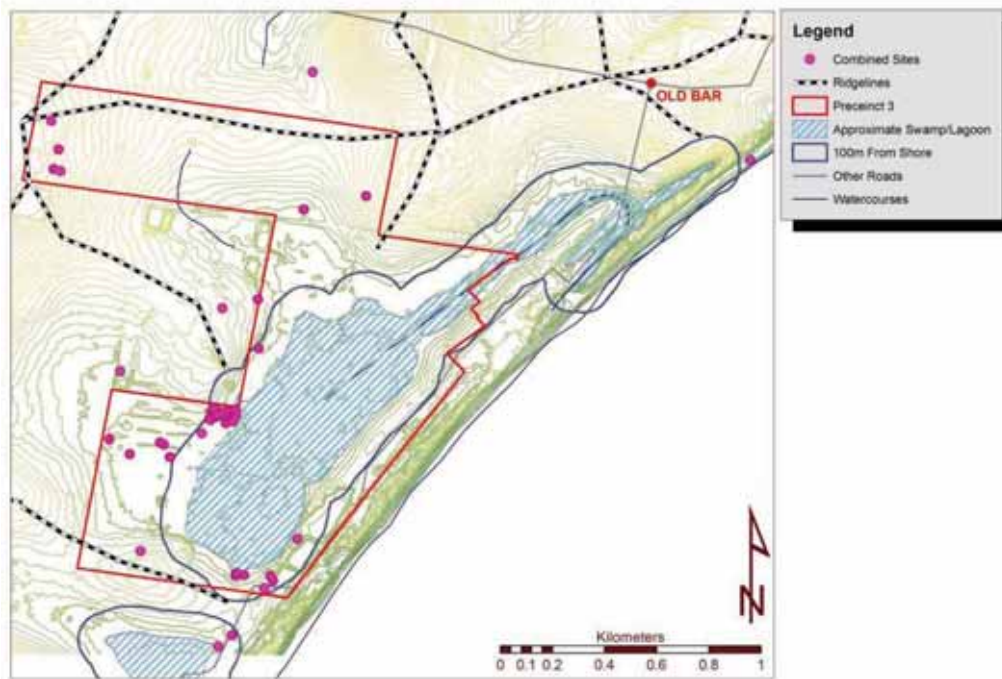 OLD BAR
Legend
Combined Sites
Ridgelines
Preceinct 3
Approximate Swamp/Lagoon
100m From Shore
Other Roads
Watercourses
N
Kilometers
0 0.1 0.2 0.4 0.6 0.8 1